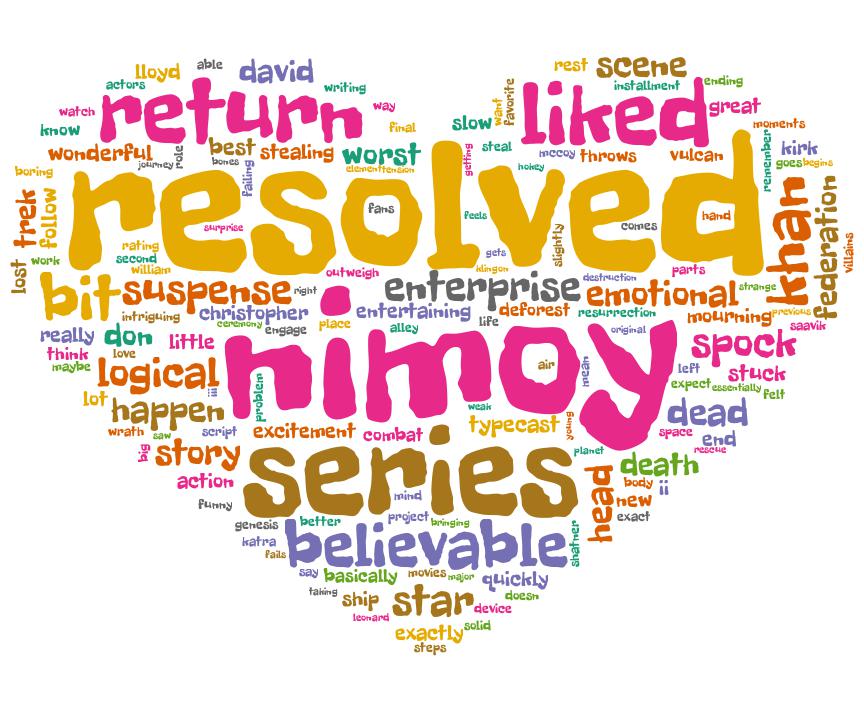 rest scene
lloyd able david
actors writing
installment ending
watch return way
want favorite
liked great
know final
slow
moments
wonderful journey role best stealing worst
getting steal mccoy throws vulcan remember kirk
bones failing elementtension hokey
goes begins
boring
trek follow
resolved
fans
surprise
feels
comes
hand
khan federation villains
rating
second
gets
slightly
lost work
william outweigh klingon
destruction parts
bit suspense right enterprise emotional strange
intriguing christopher entertaining life deforest resurrection mourning previous
ceremony engage place alley original saavik
really don little
nimoy
spock
think maybe love
logical
iii
problem
air
mean
left stuck
expect essentially felt
lot happen
weak
dead
wrath saw script excitement combat typecast young space end
rescue
big story
series
planet
death
action
head body ii
mind
new
funny
exact
genesis better project bringing
katra
believable
shatner
fails
say basically movies major quickly
taking ship star device doesn
leonard
exactly solid
steps